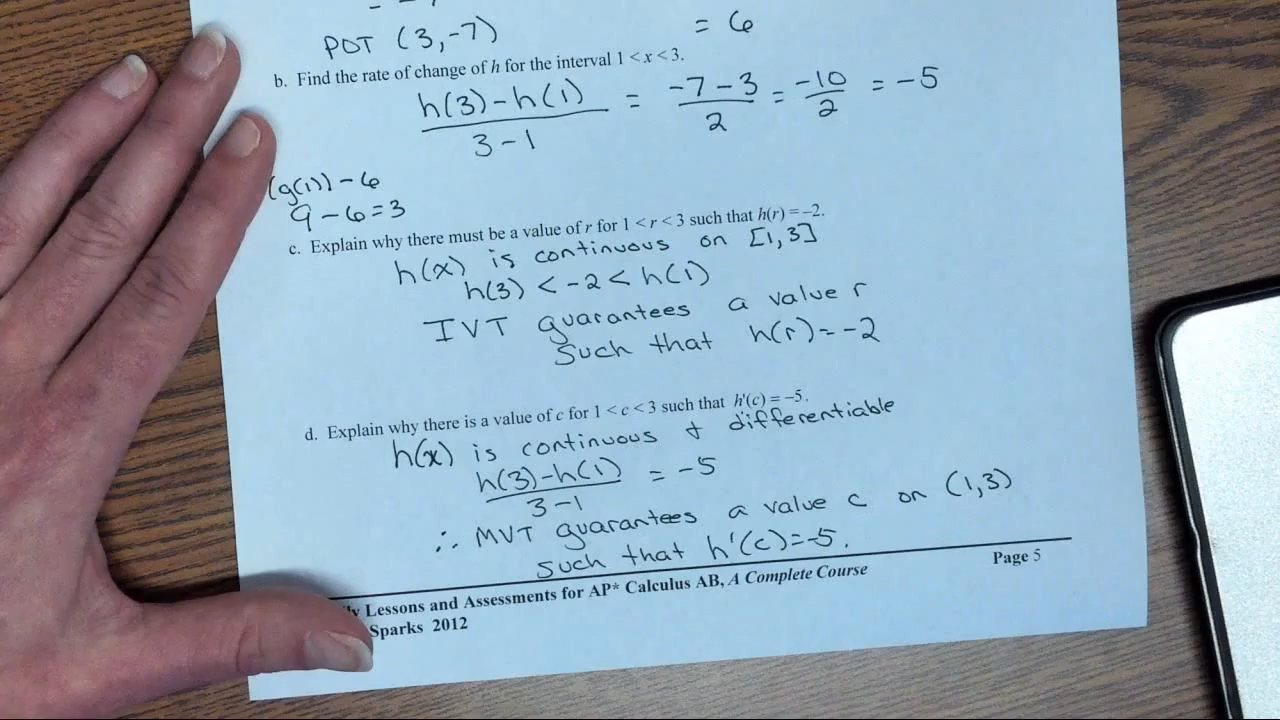 POT (3,-7)
= 6
b. Find the rate of change of h for the interval 1 < x < 3.
h(3)-h(1) / 3-1 = -7-3 / 2 = -10 / 2 = -5
(g(1)) - 6
9 - 6 = 3
c. Explain why there must be a value of r for 1 < r < 3 such that h(r) = –2.
h(x) is continuous on [1,3]
h(3) < -2 < h(1)
IVT guarantees a value r
such that h(r) = -2
d. Explain why there is a value of c for 1 < c < 3 such that h'(c) = –5.
h(x) is continuous + differentiable
h(3)-h(1) / 3-1 = -5
∴ MVT guarantees a value c on (1,3)
such that h'(c)=-5.
Lessons and Assessments for AP* Calculus AB, A Complete Course
Page 5
Sparks 2012